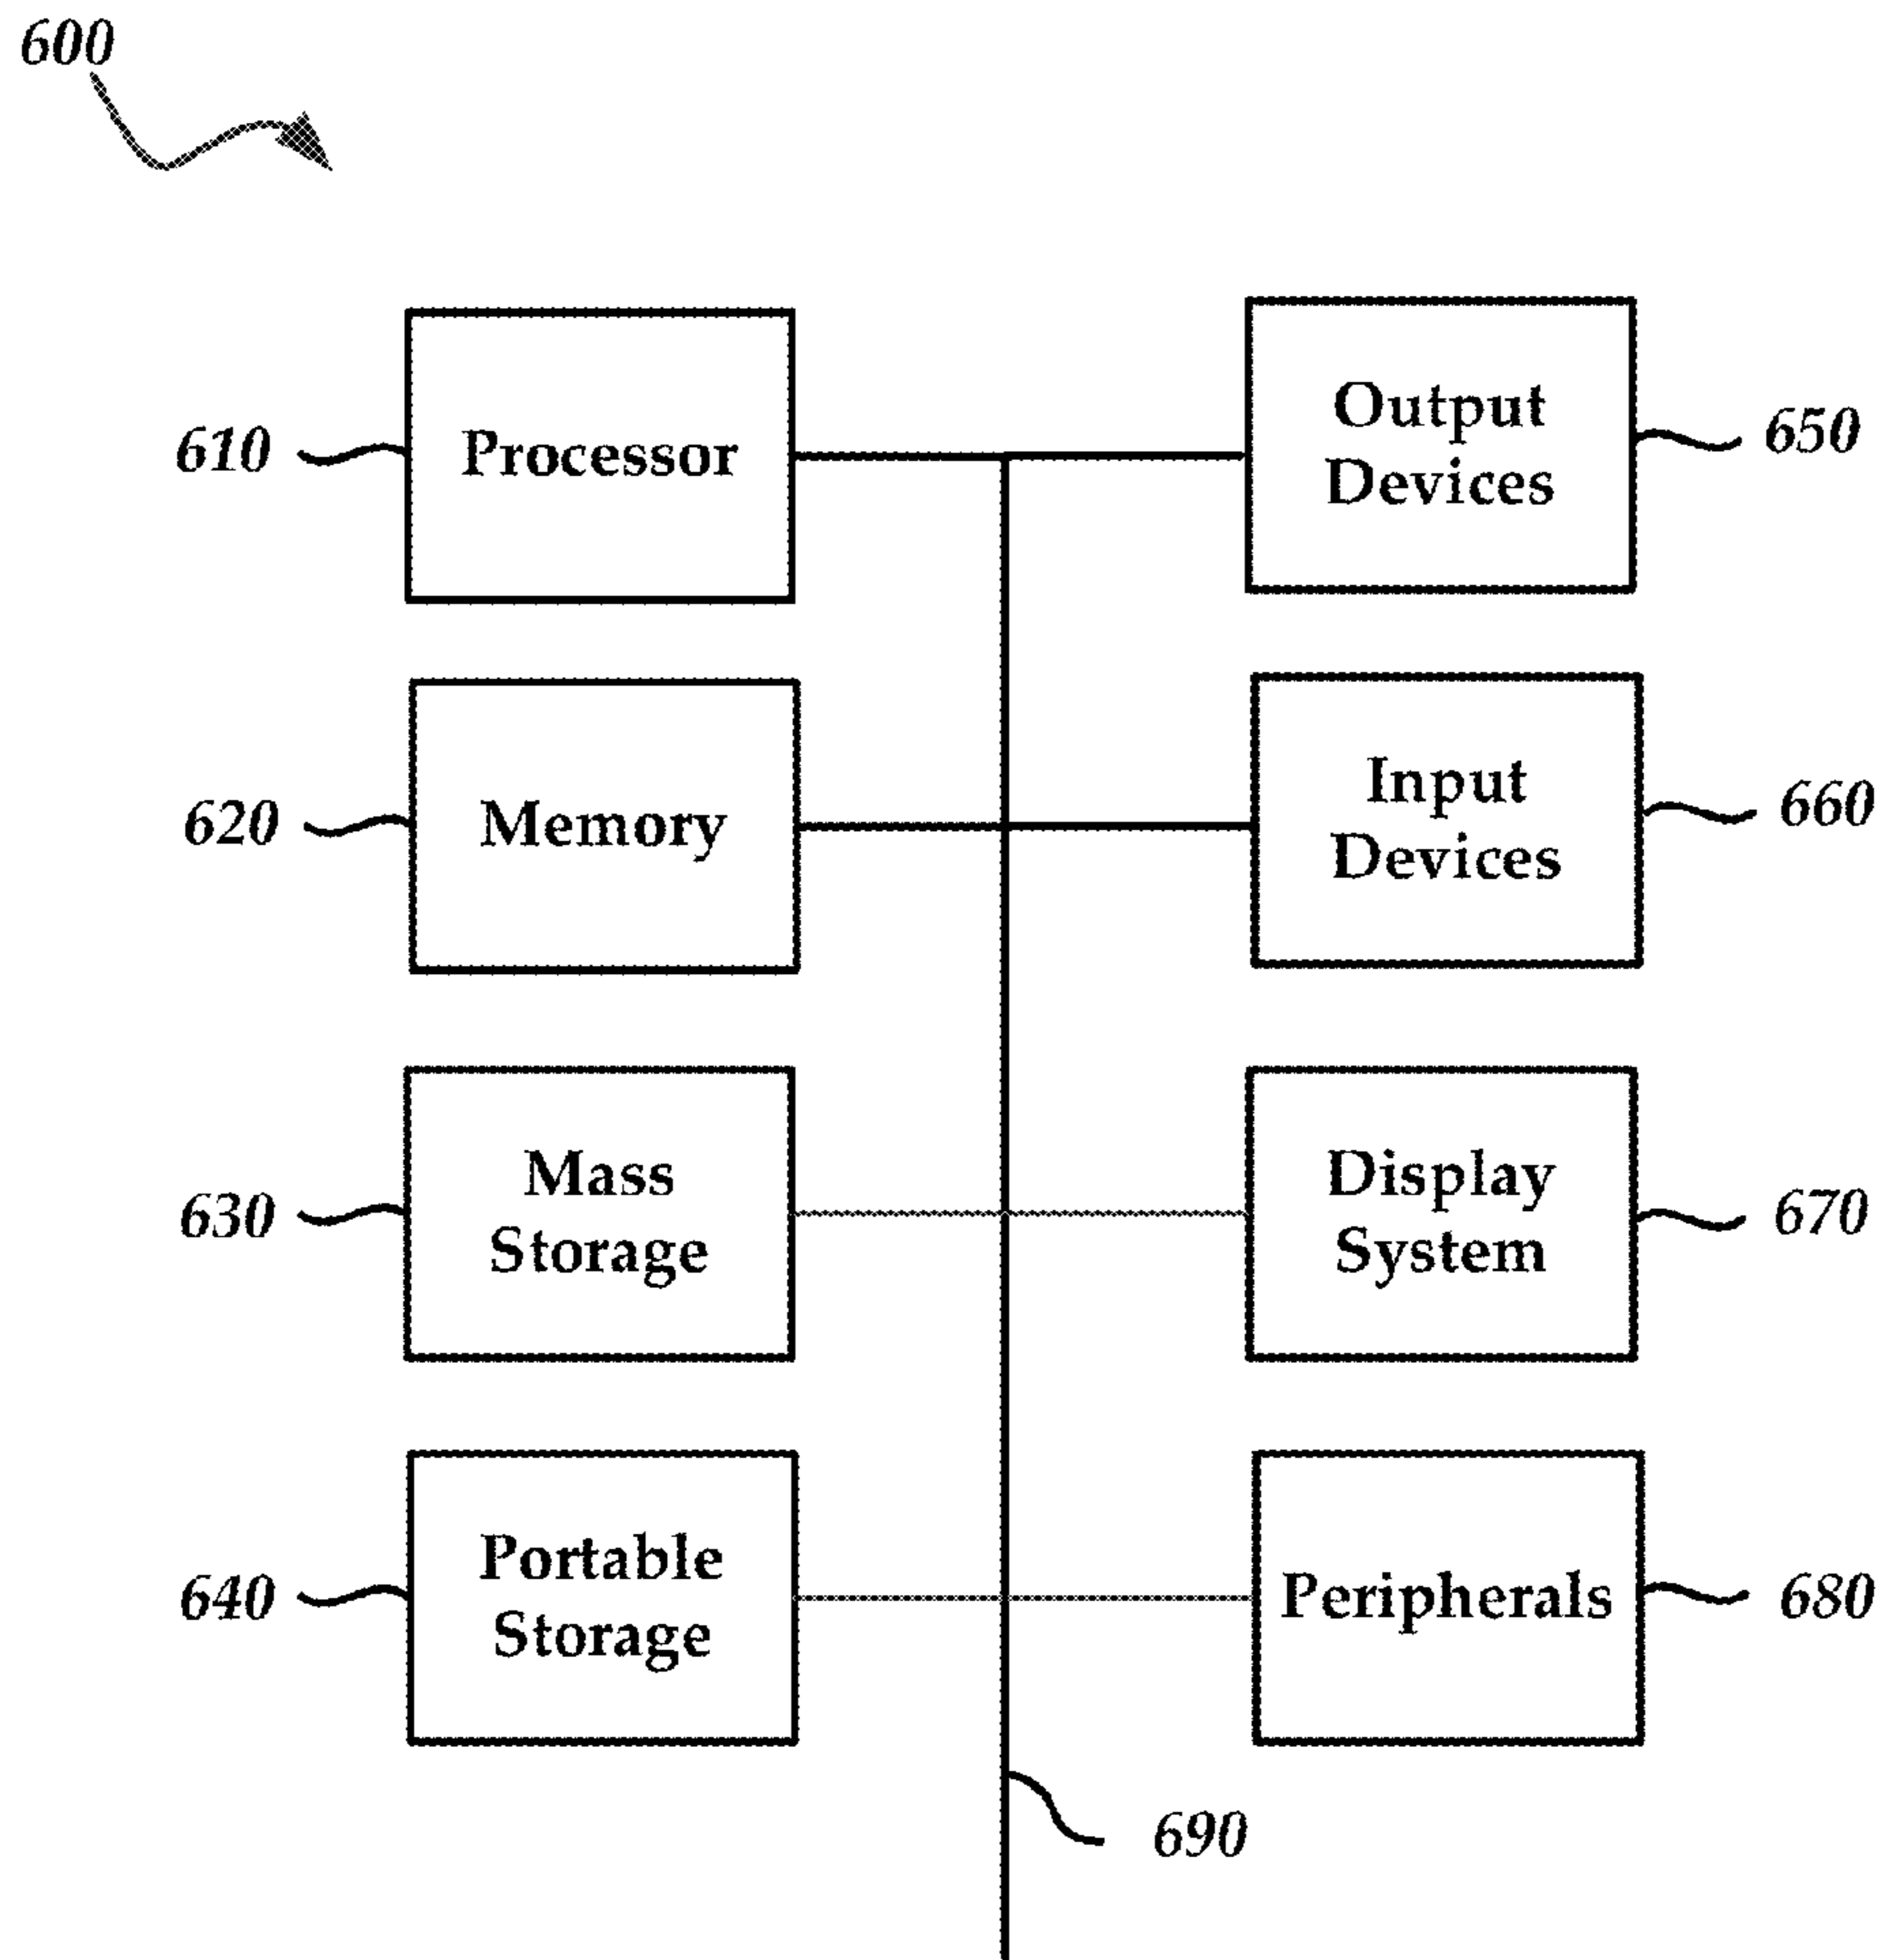 600
610
Processor
Output
Devices
650
620
Memory
Input
Devices
660
630
Mass
Storage
Display
System
670
640
Portable
Storage
Peripherals
680
690